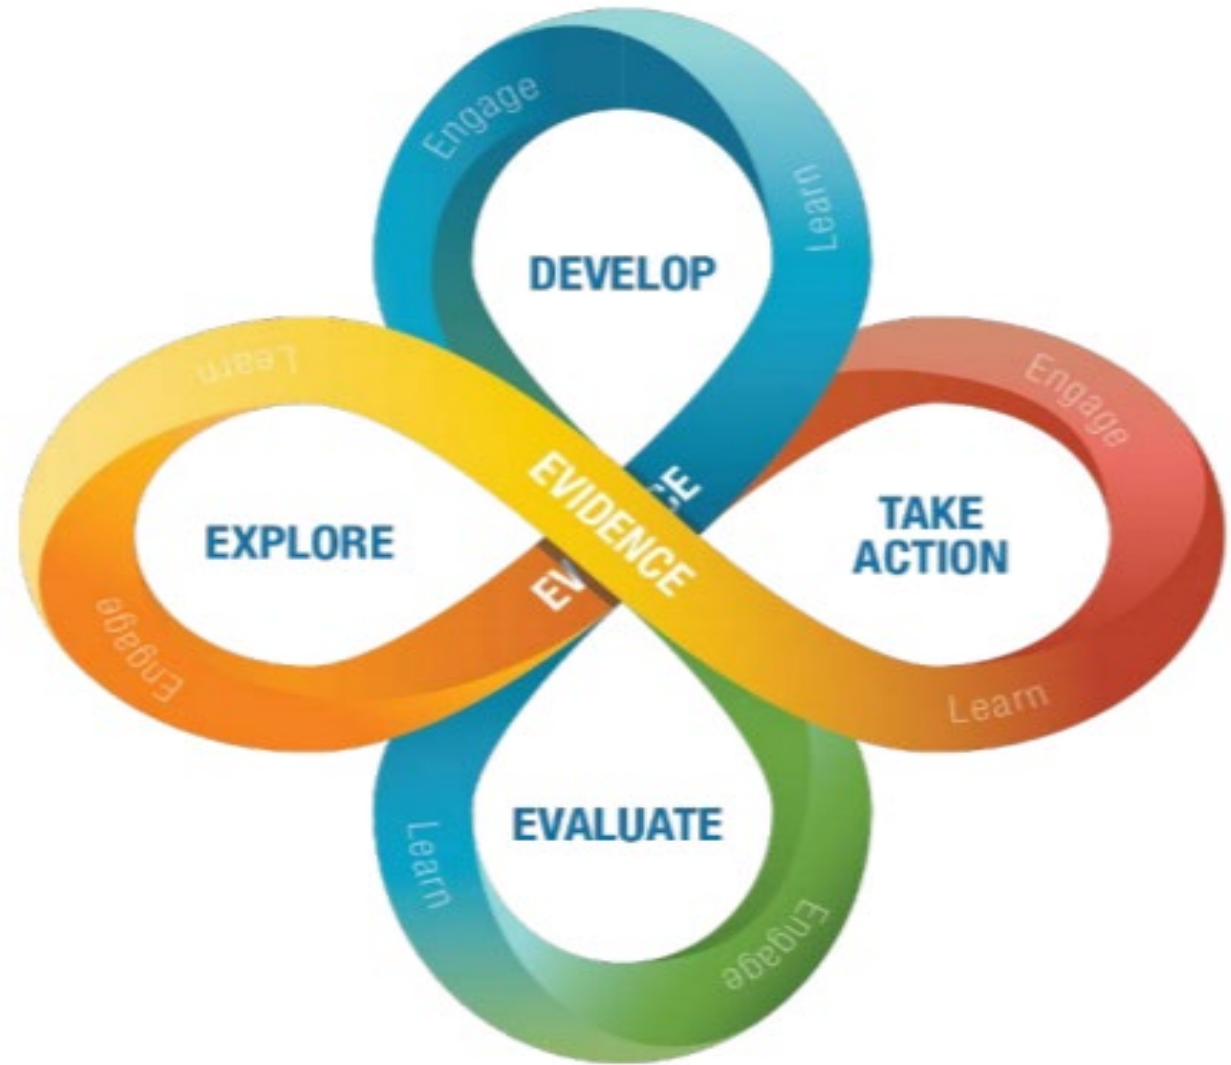 Engage
Learn
DEVELOP
Learn
Engage
EVIDENCE
EXPLORE
TAKE
ACTION
Engage
Learn
EVALUATE
Learn
Engage